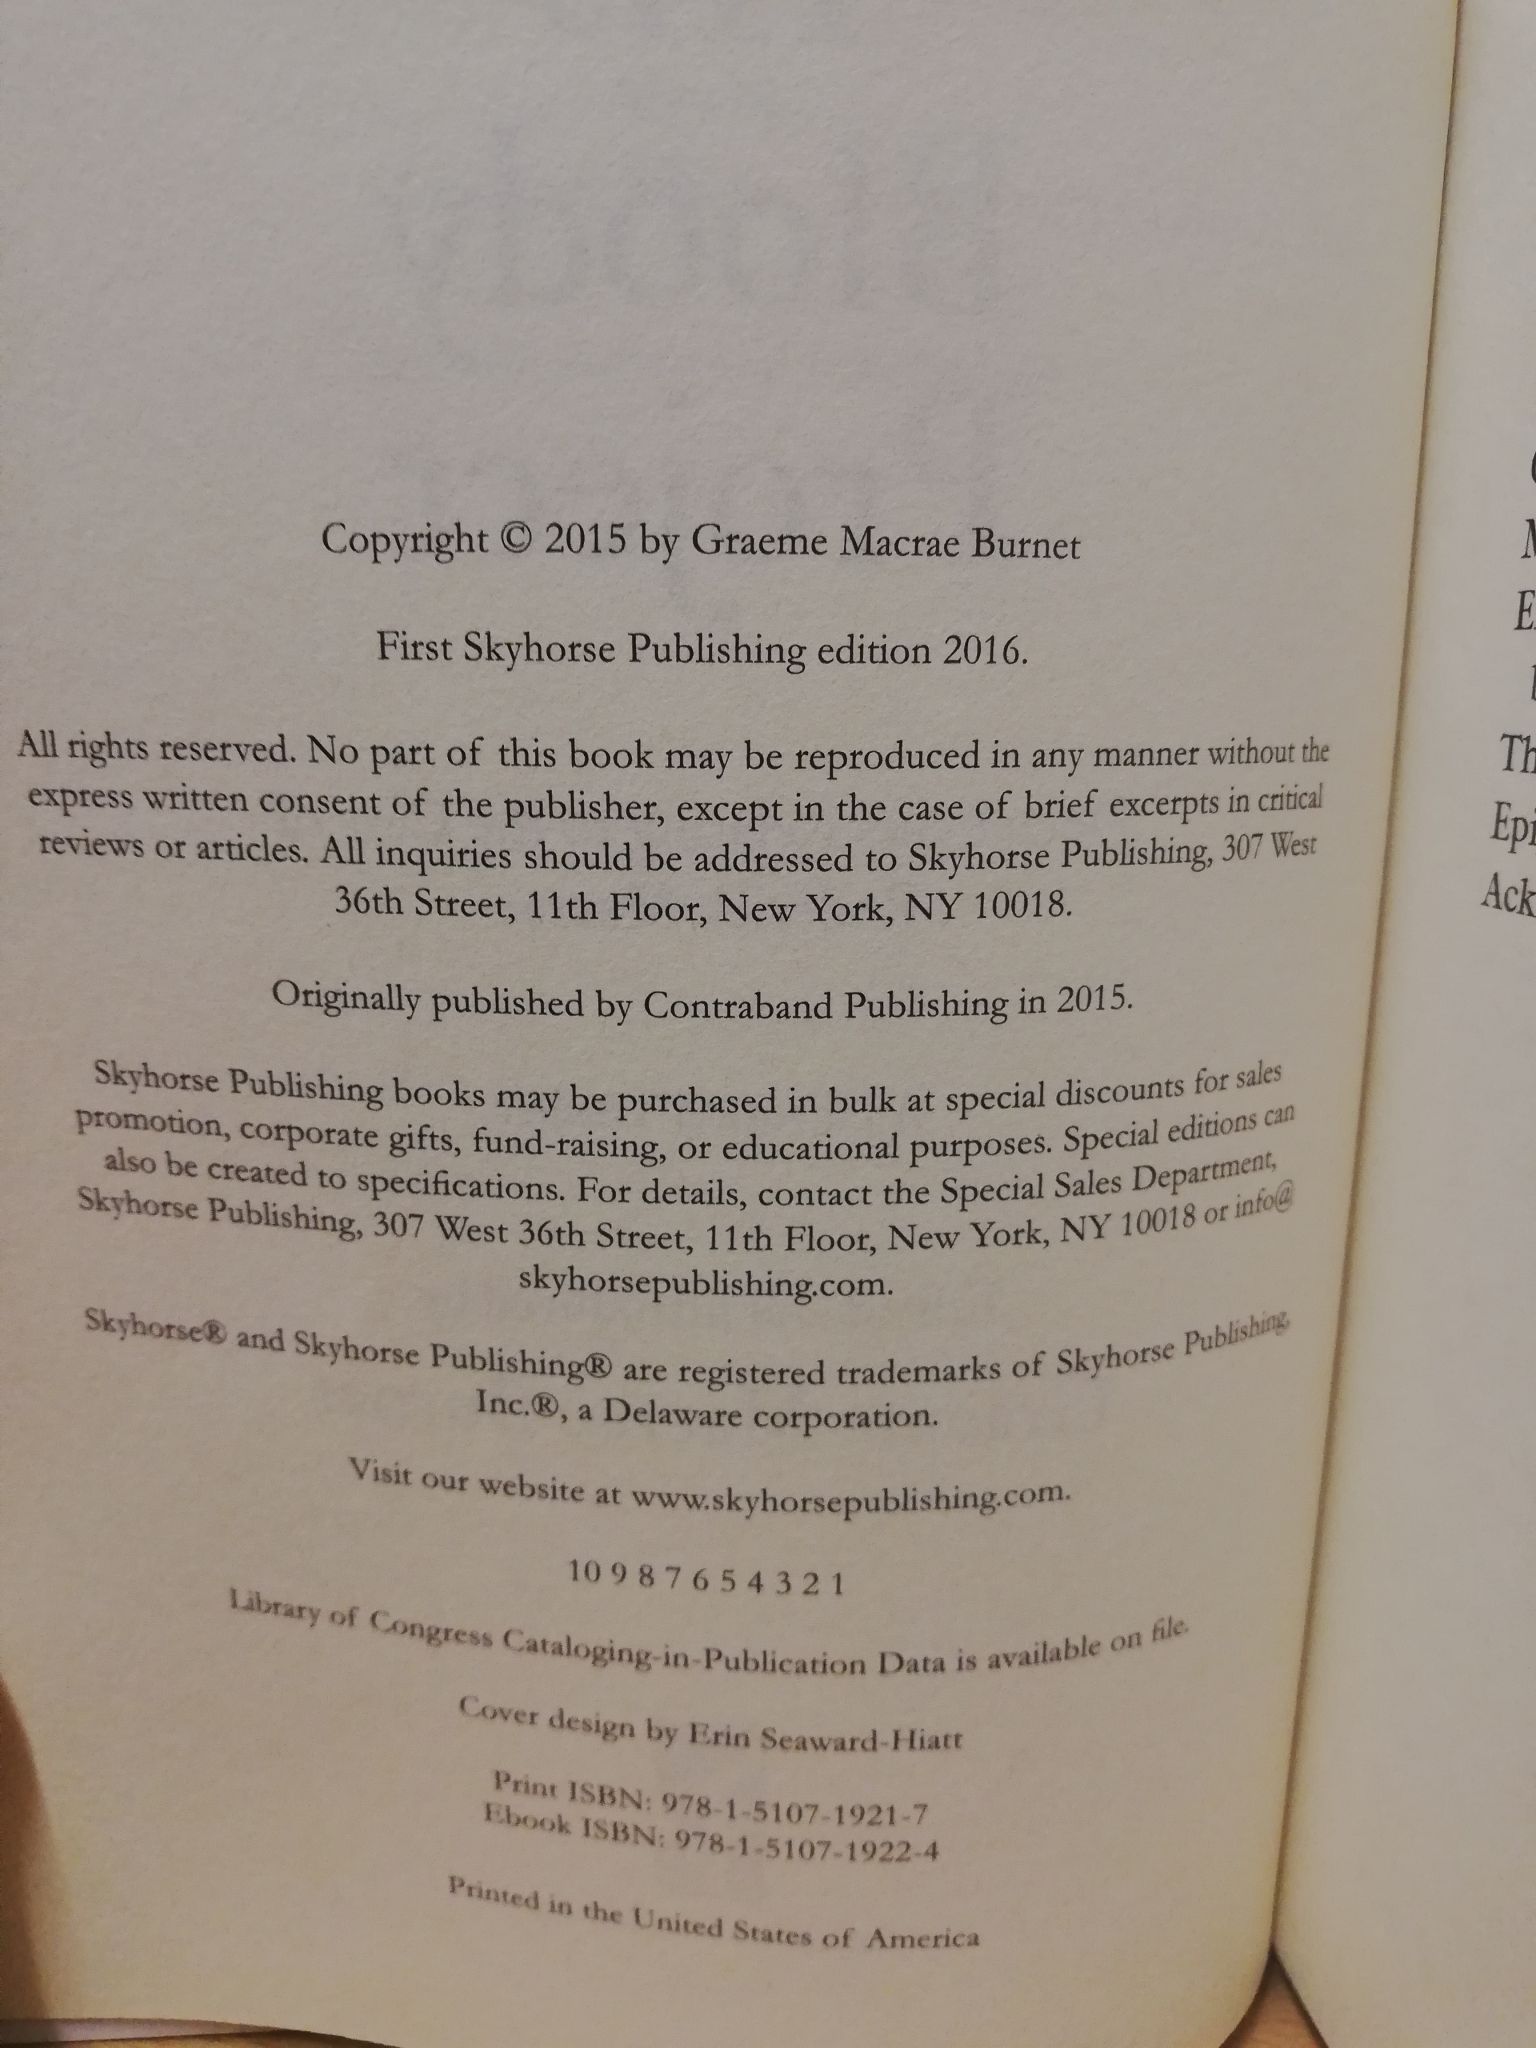 Copyright © 2015 by Graeme Macrae Burnet
First Skyhorse Publishing edition 2016.
All rights reserved. No part of this book may be reproduced in any manner without the
express written consent of the publisher, except in the case of brief excerpts in critical
reviews or articles. All inquiries should be addressed to Skyhorse Publishing, 307 West
36th Street, 11th Floor, New York, NY 10018.
Originally published by Contraband Publishing in 2015.
Skyhorse Publishing books may be purchased in bulk at special discounts for sales
promotion, corporate gifts, fund-raising, or educational purposes. Special editions can
also be created to specifications. For details, contact the Special Sales Department,
Skyhorse Publishing, 307 West 36th Street, 11th Floor, New York, NY 10018 or info@
skyhorsepublishing.com.
Skyhorse® and Skyhorse Publishing® are registered trademarks of Skyhorse Publishing,
Inc.®, a Delaware corporation.
Visit our website at www.skyhorsepublishing.com.
10 9 8 7 6 5 4 3 2 1
Library of Congress Cataloging-in-Publication Data is available on file.
Cover design by Erin Seaward-Hiatt
Print ISBN: 978-1-5107-1921-7
Ebook ISBN: 978-1-5107-1922-4
Printed in the United States of America